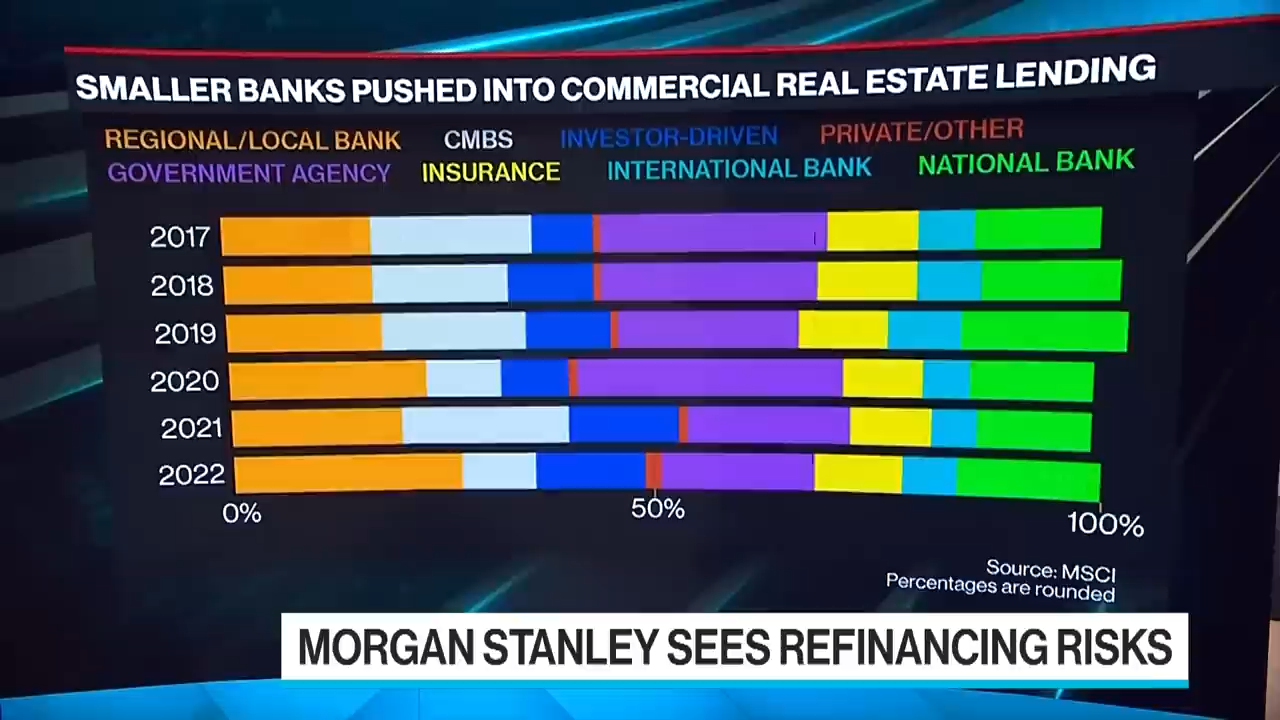 SMALLER BANKS PUSHED INTO COMMERCIAL REAL ESTATE LENDING
REGIONAL/LOCAL BANK CMBS INVESTOR-DRIVEN PRIVATE/OTHER
GOVERNMENT AGENCY INSURANCE INTERNATIONAL BANK NATIONAL BANK
2017
2018
2019
2020
2021
2022
0% 50% 100%
Source: MSCI
Percentages are rounded
MORGAN STANLEY SEES REFINANCING RISKS